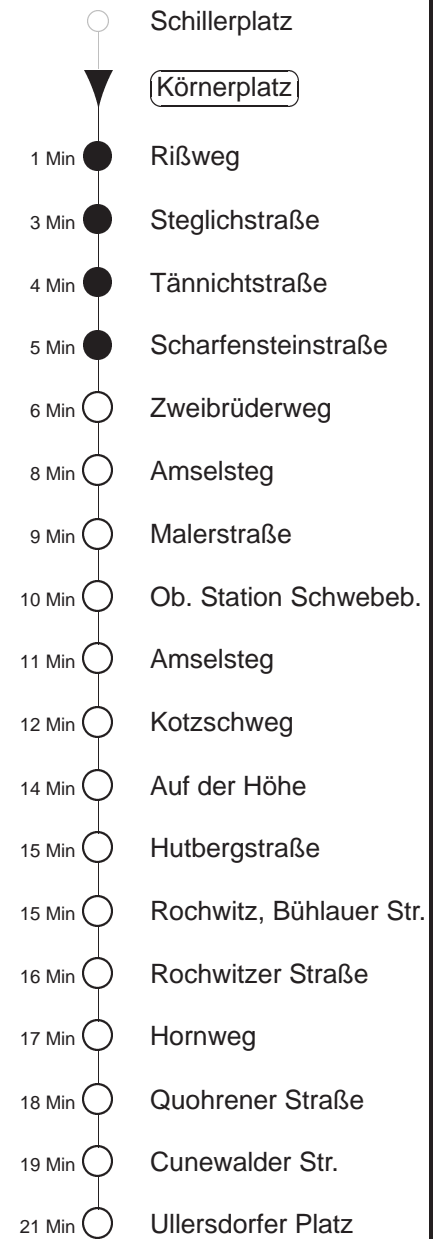 Schillerplatz
Körnerplatz
1 Min Rißweg
3 Min Steglichstraße
4 Min Tännichtstraße
5 Min Scharfensteinstraße
6 Min Zweibrüderweg
8 Min Amselsteg
9 Min Malerstraße
10 Min Ob. Station Schwebeb.
11 Min Amselsteg
12 Min Kotzschweg
14 Min Auf der Höhe
15 Min Hutbergstraße
15 Min Rochwitz, Bühlauer Str.
16 Min Rochwitzer Straße
17 Min Hornweg
18 Min Quohrener Straße
19 Min Cunewalder Str.
21 Min Ullersdorfer Platz